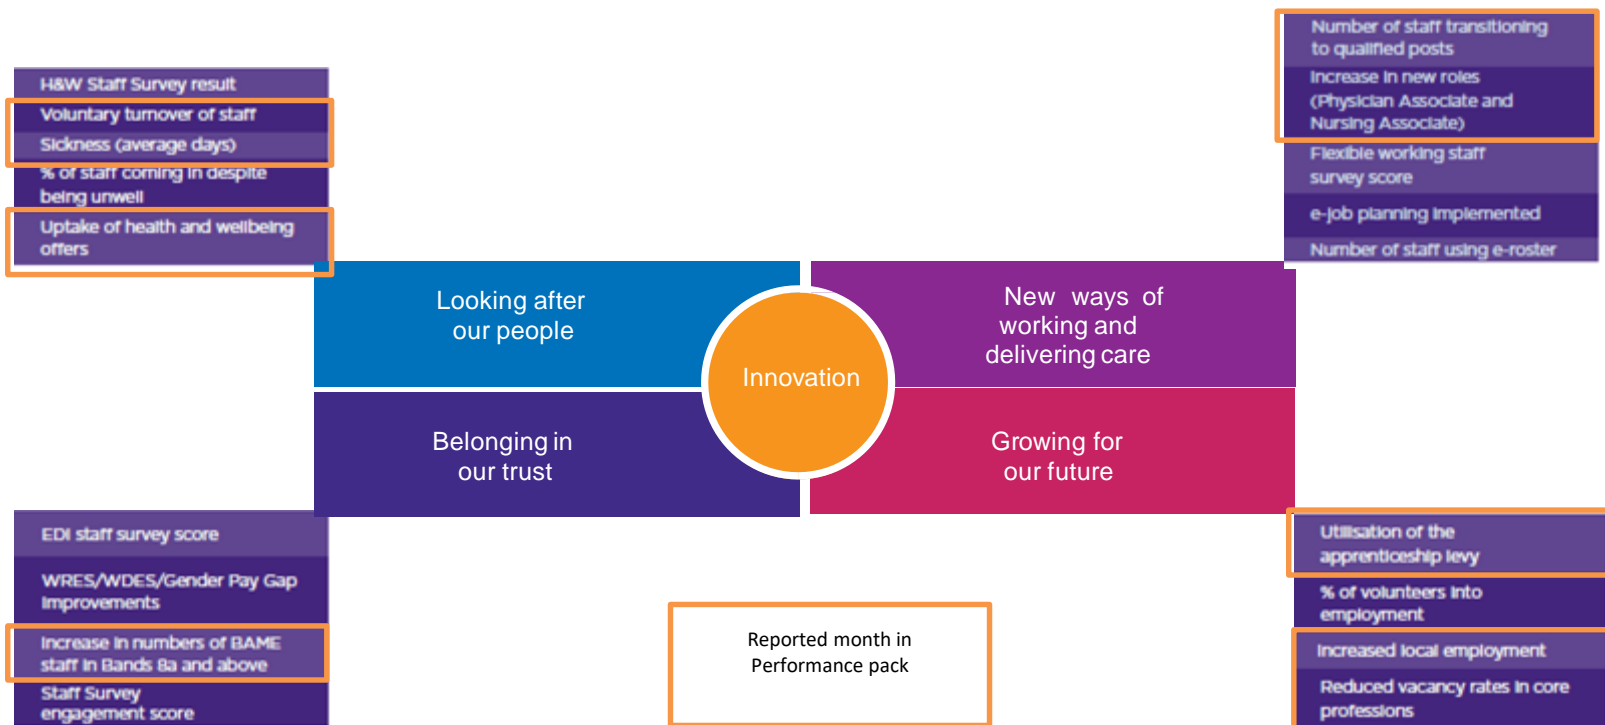 H&W Staff Survey result
Voluntary turnover of staff
Sickness (average days)
% of staff coming in despite
being unwell
Uptake of health and wellbeing
offers
Number of staff transitioning
to qualified posts
Increase in new roles
(Physician Associate and
Nursing Associate)
Flexible working staff
survey score
e-job planning implemented
Number of staff using e-roster
Looking after
our people
New ways of
working and
delivering care
Innovation
Belonging in
our trust
Growing for
our future
EDI staff survey score
WRES/WDES/Gender Pay Gap
improvements
Increase in numbers of BAME
staff in Bands 8a and above
Staff Survey
engagement score
Reported month in
Performance pack
Utilisation of the
apprenticeship levy
% of volunteers into
employment
Increased local employment
Reduced vacancy rates in core
professions